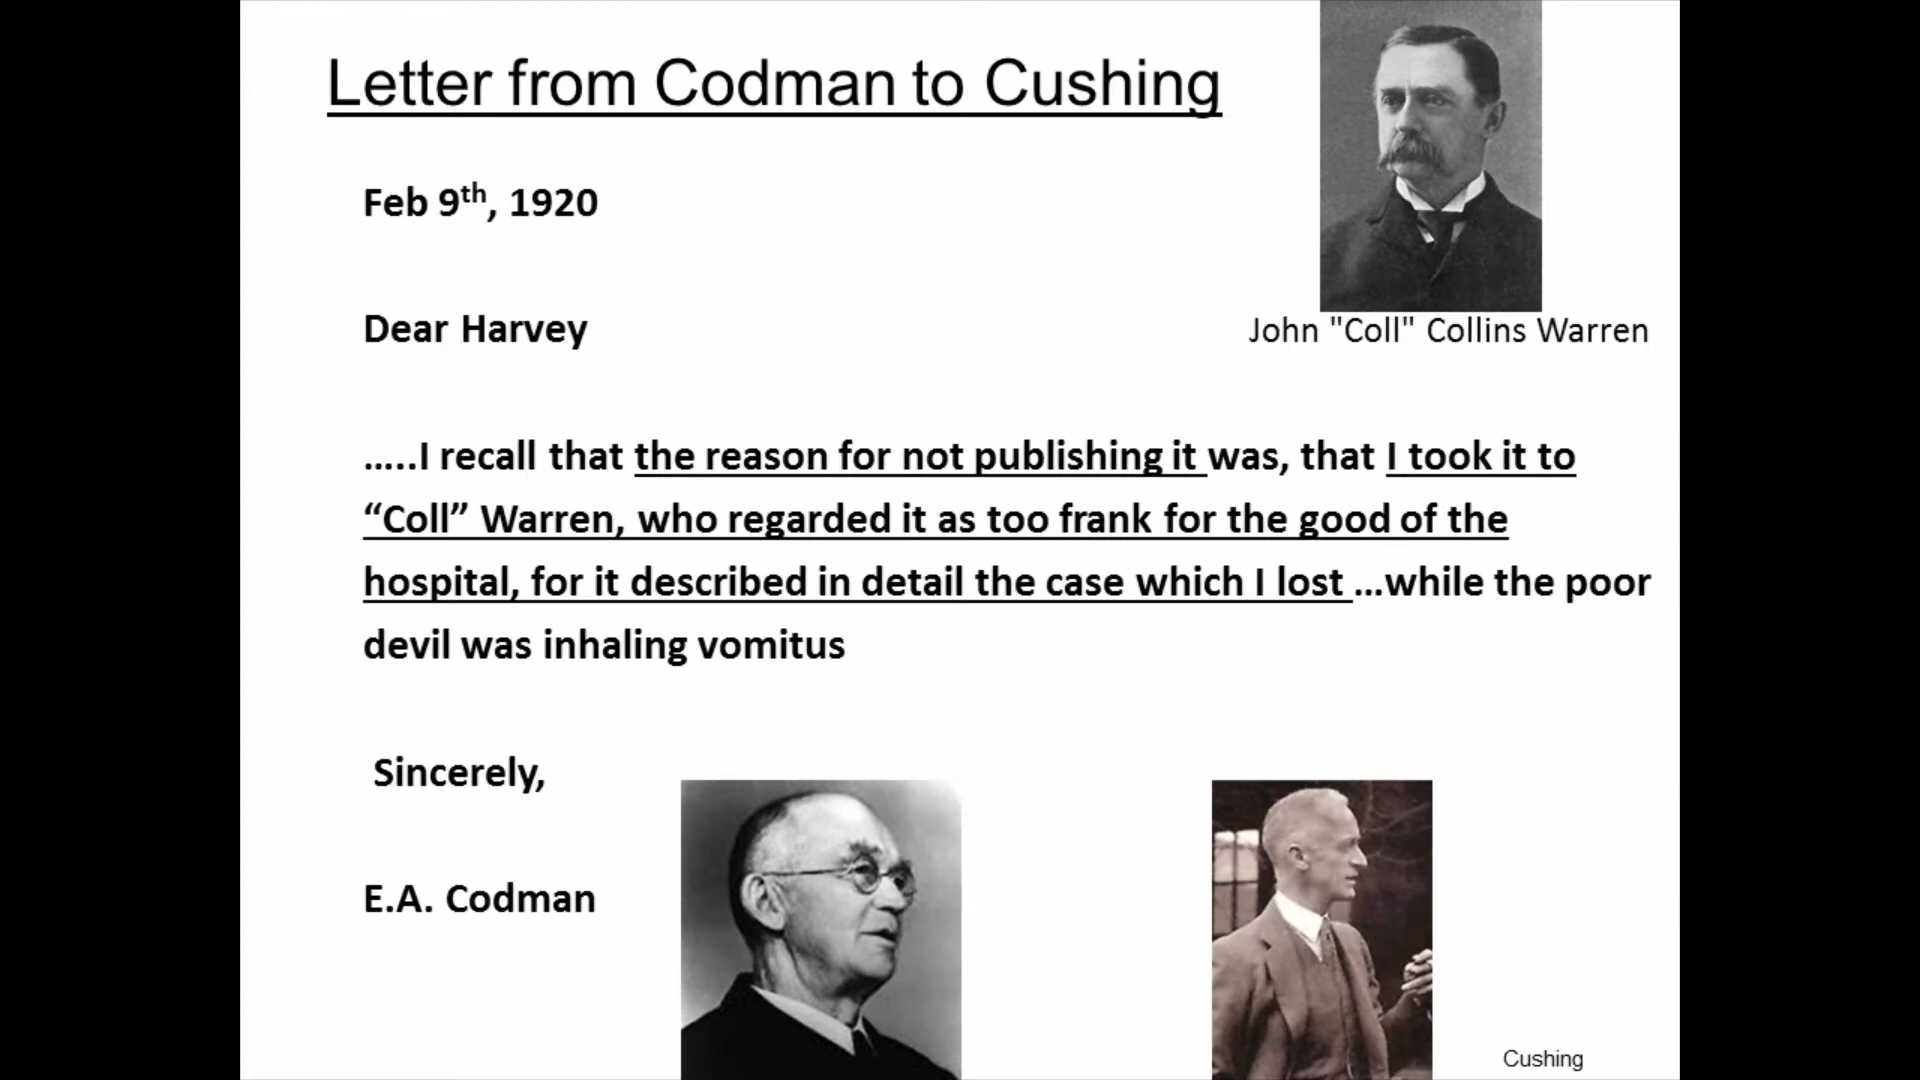 Letter from Codman to Cushing
Feb 9th, 1920
Dear Harvey
John "Coll" Collins Warren
.....I recall that the reason for not publishing it was, that I took it to
“Coll” Warren, who regarded it as too frank for the good of the
hospital, for it described in detail the case which I lost ...while the poor
devil was inhaling vomitus
Sincerely,
E.A. Codman
Cushing